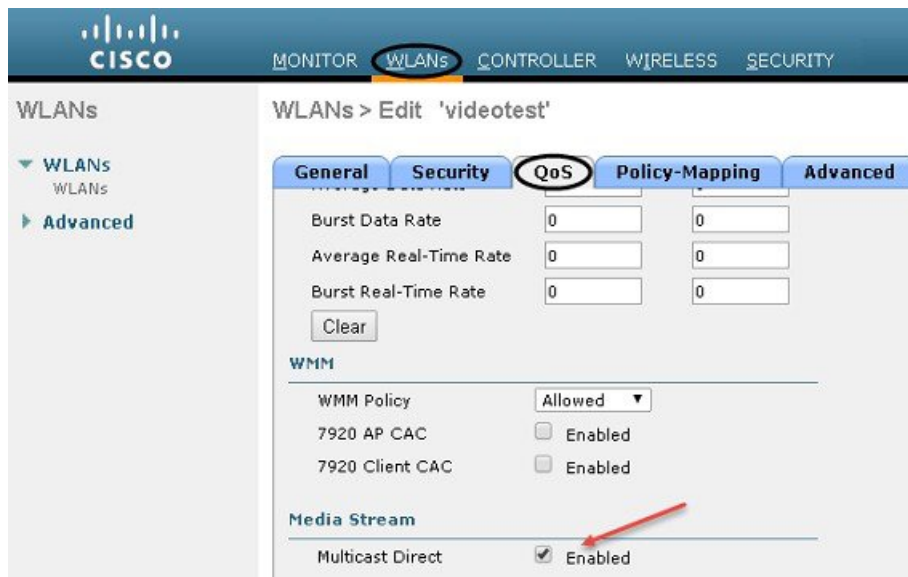 CISCO
MONITOR WLANs CONTROLLER WIRELESS SECURITY
WLANs
WLANs > Edit 'videotest'
WLANs
WLANs
Advanced
General Security QoS Policy-Mapping Advanced
Burst Data Rate 0 0
Average Real-Time Rate 0 0
Burst Real-Time Rate 0 0
Clear
WMM
WMM Policy Allowed
7920 AP CAC Enabled
7920 Client CAC Enabled
Media Stream
Multicast Direct Enabled